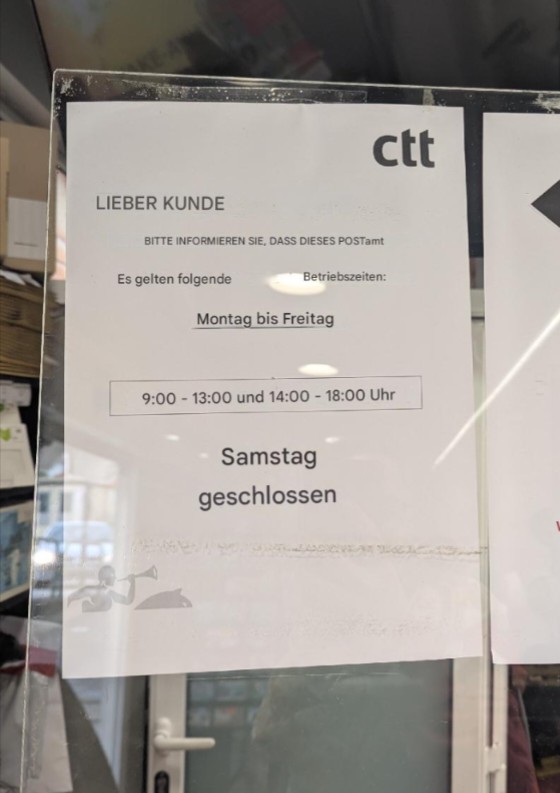 ctt
LIEBER KUNDE
BITTE INFORMIEREN SIE, DASS DIESES POSTamt
Es gelten folgende Betriebszeiten:
Montag bis Freitag
9:00 - 13:00 und 14:00 - 18:00 Uhr
Samstag
geschlossen